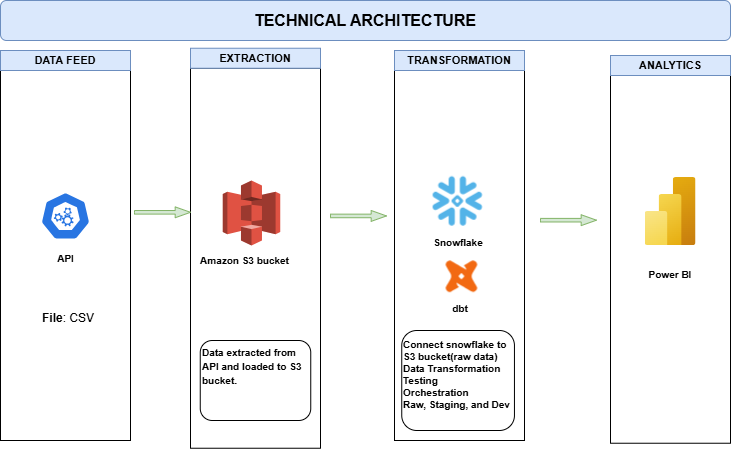 TECHNICAL ARCHITECTURE
DATA FEED
EXTRACTION
TRANSFORMATION
ANALYTICS
API
File: CSV
Amazon S3 bucket
Data extracted from
API and loaded to S3
bucket.
Snowflake
dbt
Connect snowflake to
S3 bucket(raw data)
Data Transformation
Testing
Orchestration
Raw, Staging, and Dev
Power BI